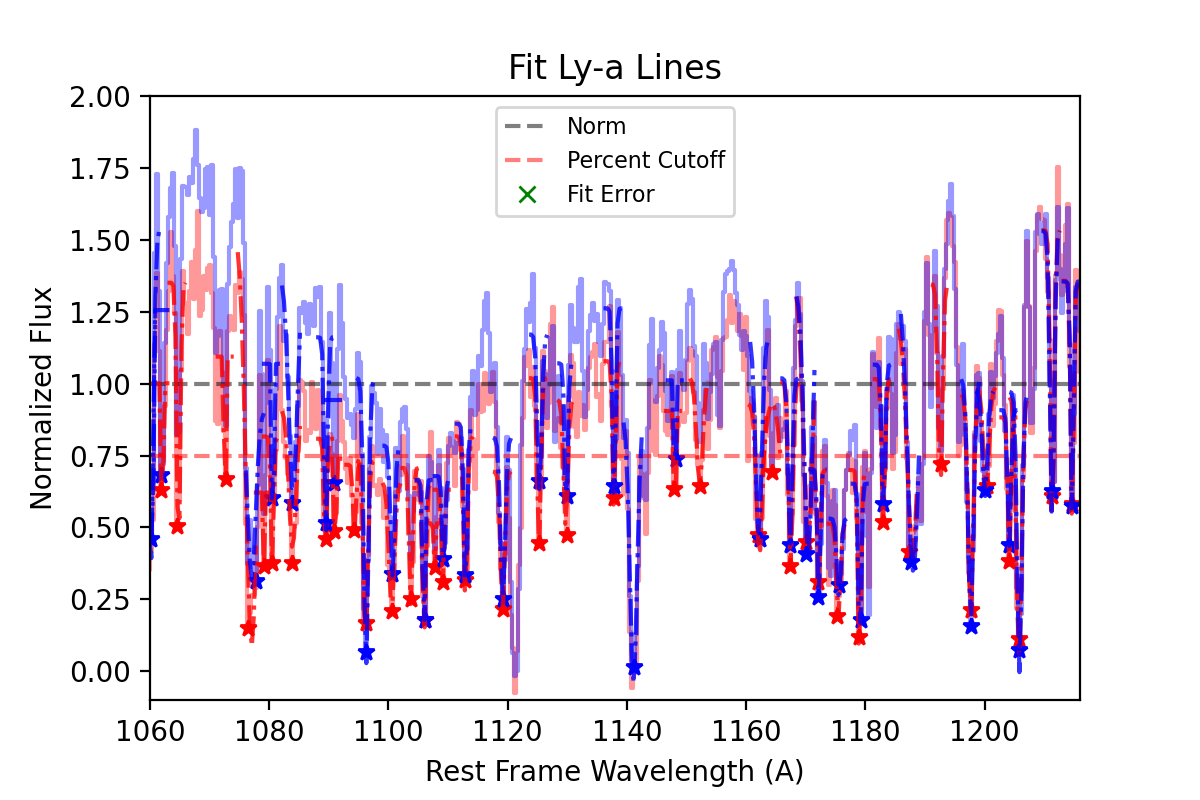 Fit Ly-a Lines
Norm
Percent Cutoff
Fit Error
Normalized Flux
2.00
1.75
1.50
1.25
1.00
0.75
0.50
0.25
0.00
1060 1080 1100 1120 1140 1160 1180 1200
Rest Frame Wavelength (A)